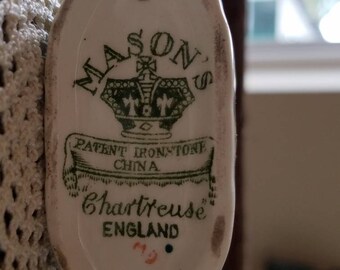 MASON'S
PATENT IRONSTONE
CHINA
"Chartreuse"
ENGLAND